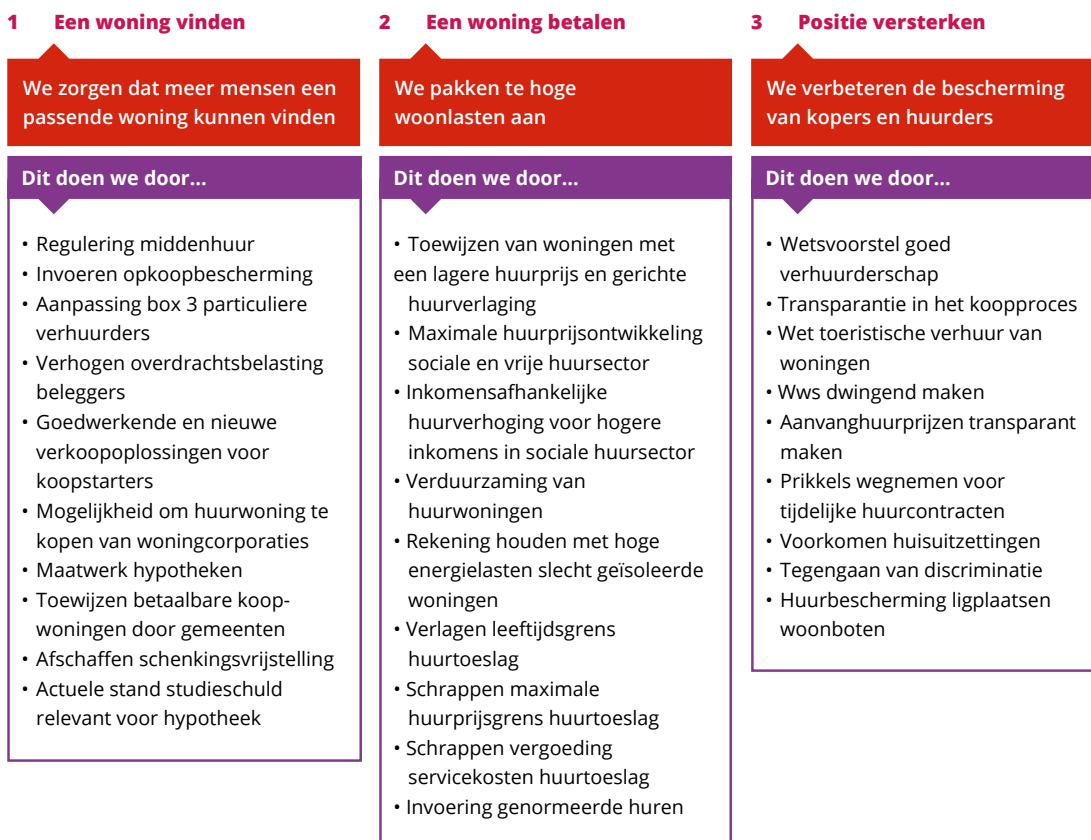 1 Een woning vinden
We zorgen dat meer mensen een
passende woning kunnen vinden
Dit doen we door...
• Regulering middenhuur
• Invoeren opkoopbescherming
• Aanpassing box 3 particuliere
verhuurders
• Verhogen overdrachtsbelasting
beleggers
• Goedwerkende en nieuwe
verkoopoplossingen voor
koopstarters
• Mogelijkheid om huurwoning te
kopen van woningcorporaties
• Maatwerk hypotheken
• Toewijzen betaalbare koop-
woningen door gemeenten
• Afschaffen schenkingsvrijstelling
• Actuele stand studieschuld
relevant voor hypotheek
2 Een woning betalen
We pakken te hoge
woonlasten aan
Dit doen we door...
• Toewijzen van woningen met
een lagere huurprijs en gerichte
huurverlaging
• Maximale huurprijsontwikkeling
sociale en vrije huursector
• Inkomensafhankelijke
huurverhoging voor hogere
inkomens in sociale huursector
• Verduurzaming van
huurwoningen
• Rekening houden met hoge
energielasten slecht geïsoleerde
woningen
• Verlagen leeftijdsgrens
huurtoeslag
• Schrappen maximale
huurprijsgrens huurtoeslag
• Schrappen vergoeding
servicekosten huurtoeslag
• Invoering genormeerde huren
3 Positie versterken
We verbeteren de bescherming
van kopers en huurders
Dit doen we door...
• Wetsvoorstel goed
verhuurderschap
• Transparantie in het koopproces
• Wet toeristische verhuur van
woningen
• Wws dwingend maken
• Aanvanghuurprijzen transparant
maken
• Prikkels wegnemen voor
tijdelijke huurcontracten
• Voorkomen huisuitzettingen
• Tegengaan van discriminatie
• Huurbescherming ligplaatsen
woonboten